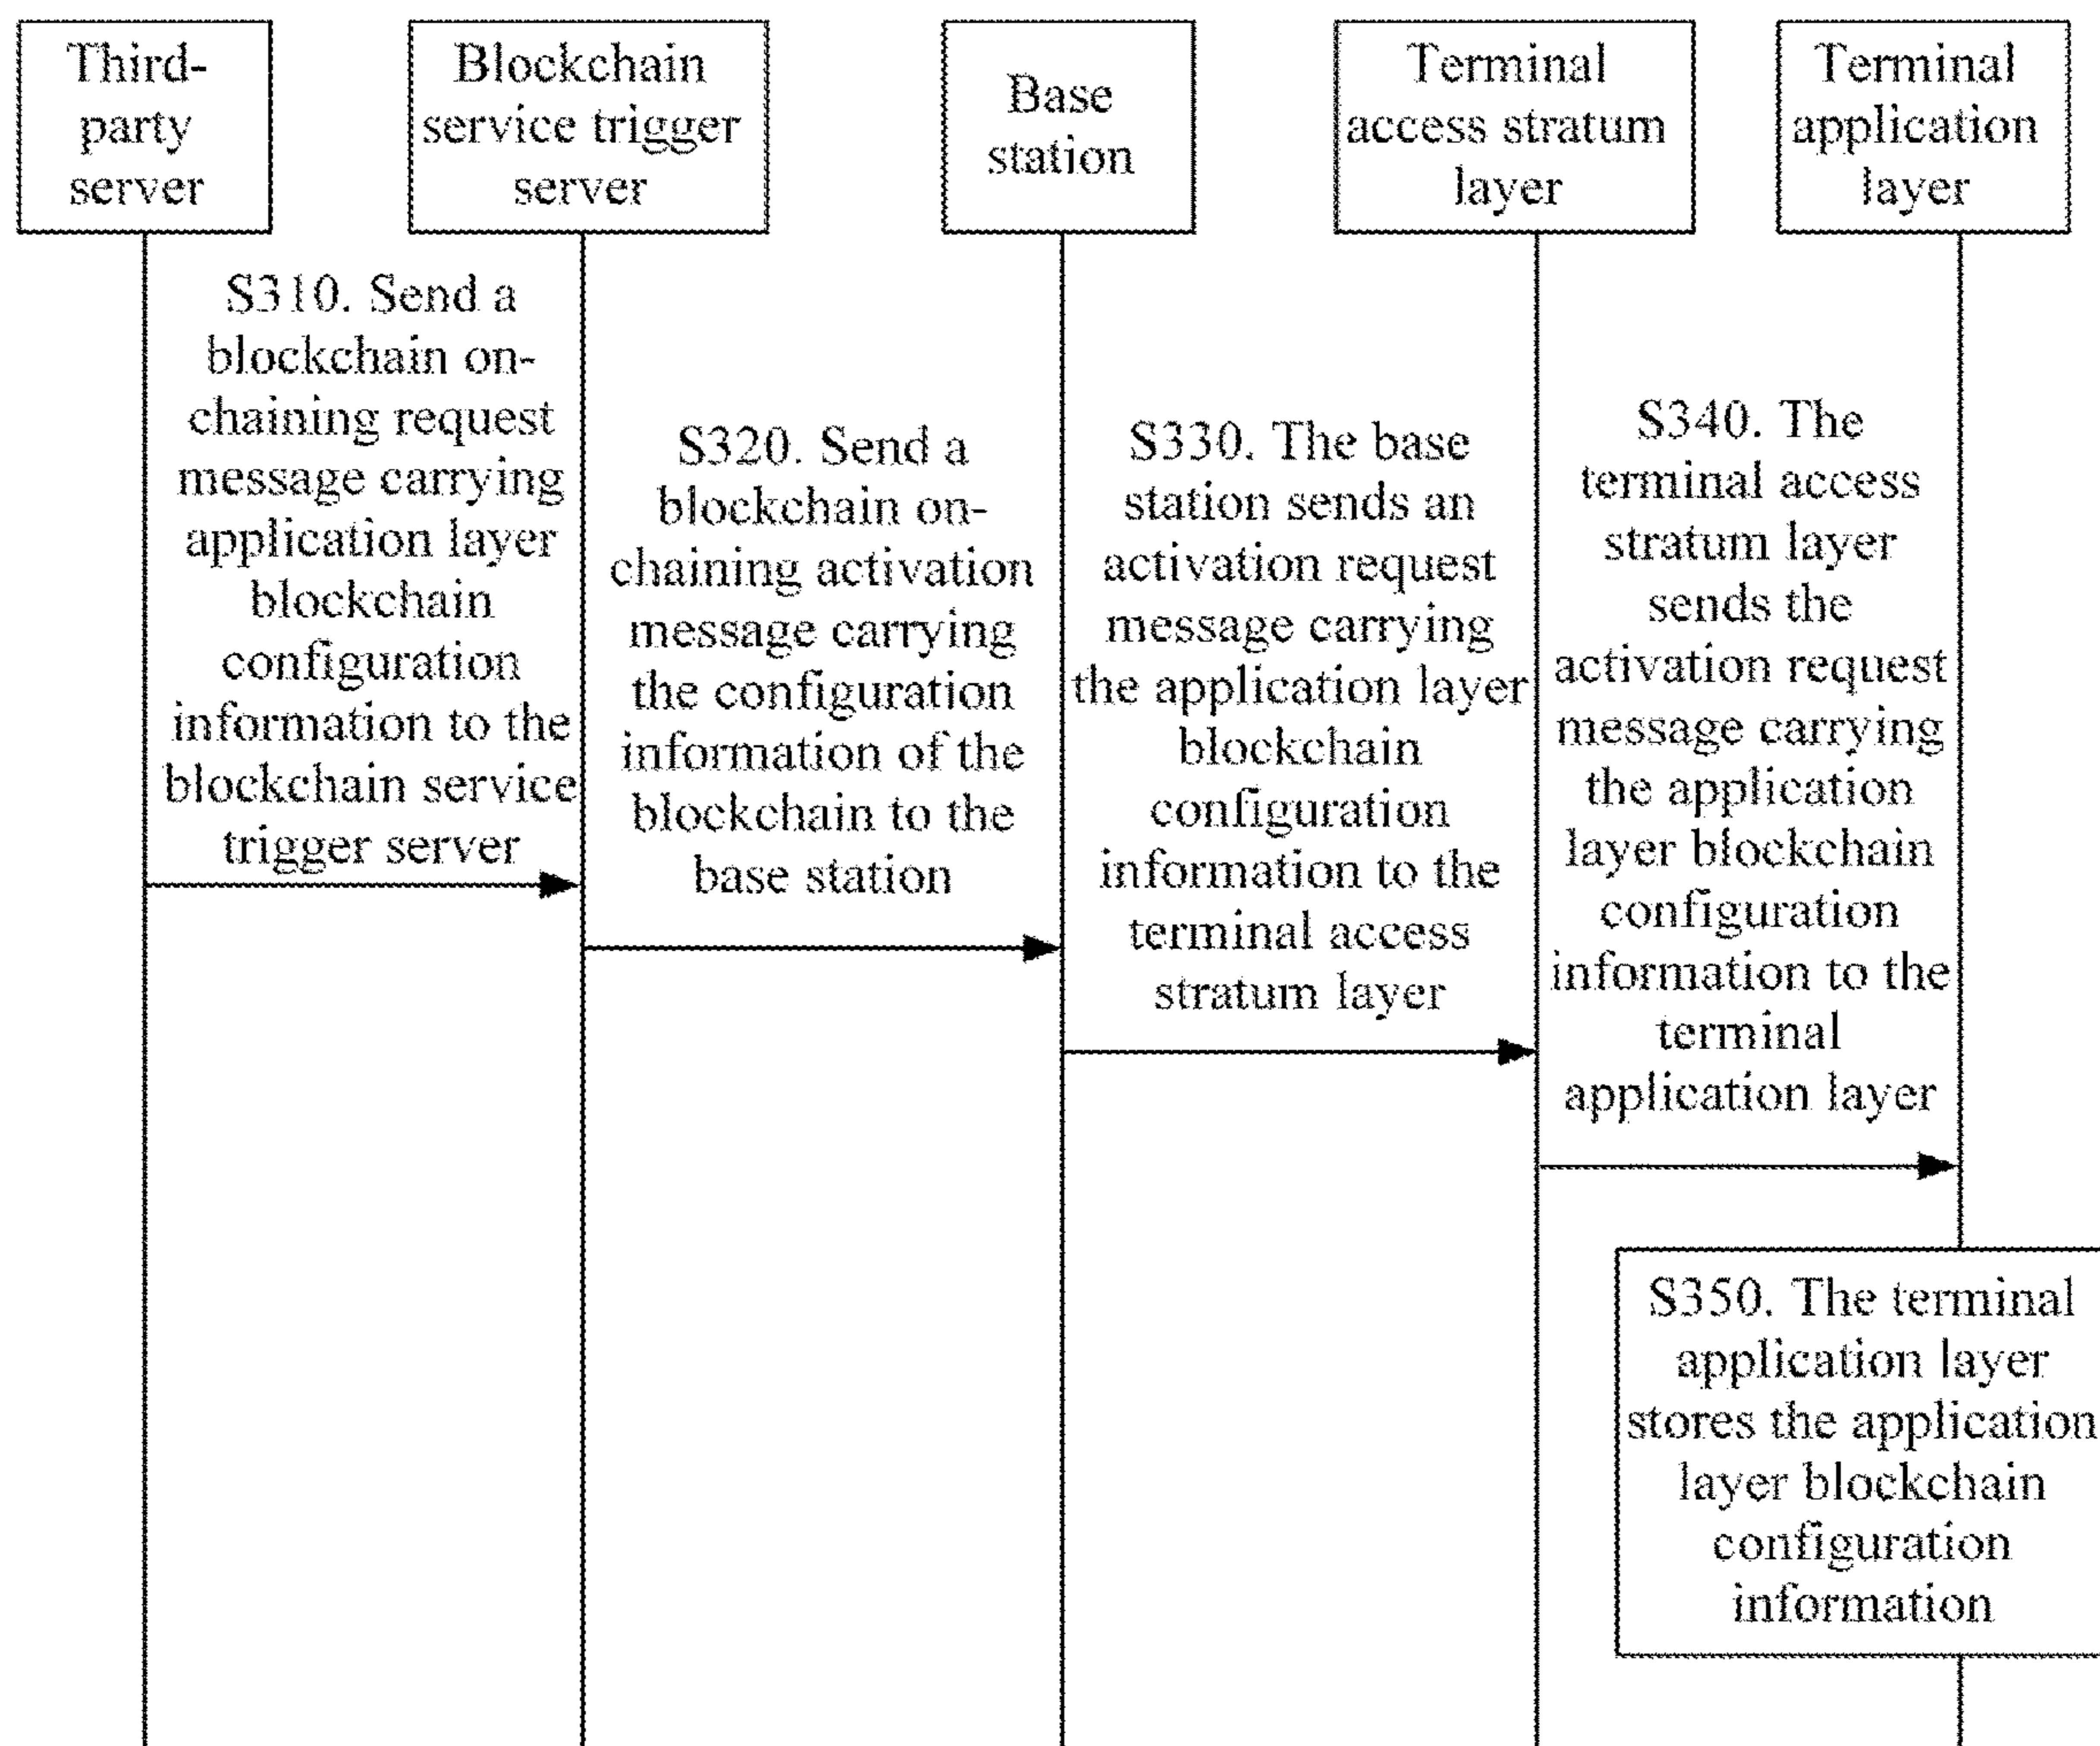 Third-
party
server
Blockchain
service trigger
server
Base
station
Terminal
access stratum
layer
Terminal
application
layer
S310. Send a
blockchain on-
chaining request
message carrying
application layer
blockchain
configuration
information to the
blockchain service
trigger server
S320. Send a
blockchain on-
chaining activation
message carrying
the configuration
information of the
blockchain to the
base station
S330. The base
station sends an
activation request
message carrying
the application layer
blockchain
configuration
information to the
terminal access
stratum layer
S340. The
terminal access
stratum layer
sends the
activation request
message carrying
the application
layer blockchain
configuration
information to the
terminal
application layer
S350. The terminal
application layer
stores the application
layer blockchain
configuration
information